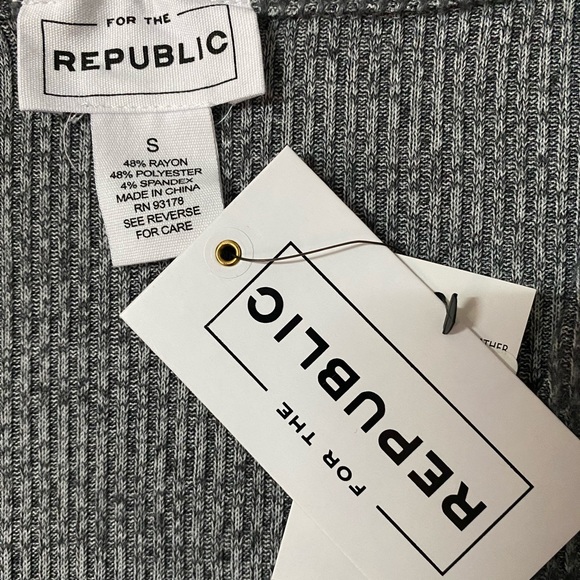 FOR THE
REPUBLIC
S
48% RAYON
48% POLYESTER
4% SPANDEX
MADE IN CHINA
RN 93178
SEE REVERSE
FOR CARE
FOR THE
REPUBLIC